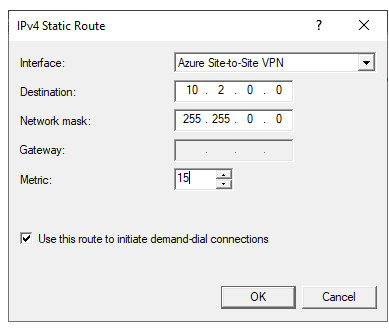 IPv4 Static Route ?
Interface: Azure Site-to-Site VPN
Destination: 10 . 2 . 0 . 0
Network mask: 255 . 255 . 0 . 0
Gateway: . . .
Metric: 15
Use this route to initiate demand-dial connections
OK Cancel